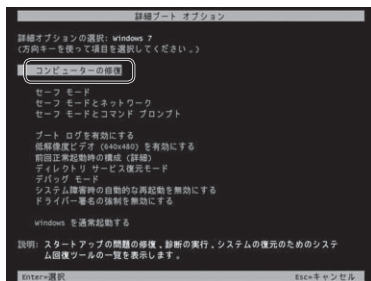 詳細ブート オプション
詳細オプションの選択: Windows 7
(方向キーを使って項目を選択してください。)
コンピューターの修復
セーフ モード
セーフ モードとネットワーク
セーフ モードとコマンド プロンプト
ブート ログを有効にする
低解像度ビデオ (640x480) を有効にする
前回正常起動時の構成 (詳細)
ディレクトリ サービス復元モード
デバッグ モード
システム障害時の自動的な再起動を無効にする
ドライバー署名の強制を無効にする
Windows を通常起動する
説明: スタートアップの問題の修復、診断の実行、システムの復元のためのシステ
ム回復ツールの一覧を表示します。
Enter=選択
Esc=キャンセル